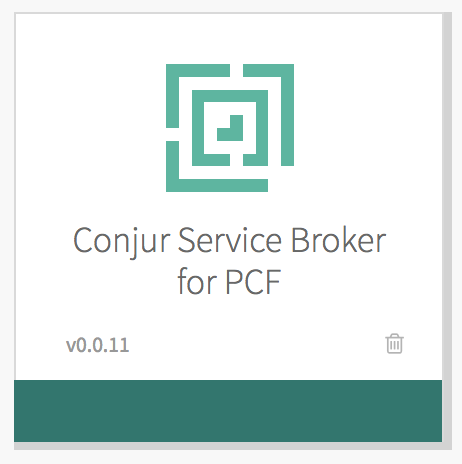 Conjur Service Broker
for PCF
v0.0.11